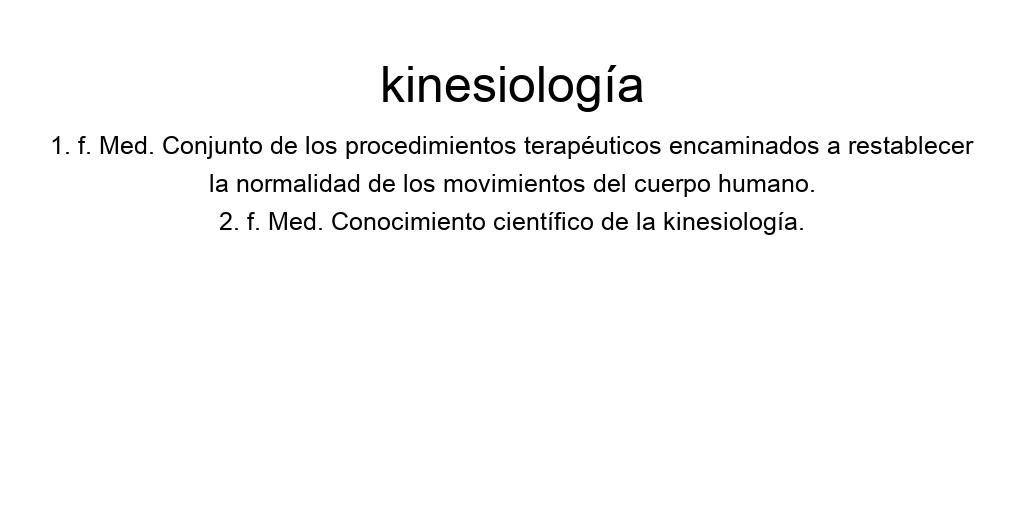 kinesiología
1. f. Med. Conjunto de los procedimientos terapéuticos encaminados a restablecer
la normalidad de los movimientos del cuerpo humano.
2. f. Med. Conocimiento científico de la kinesiología.